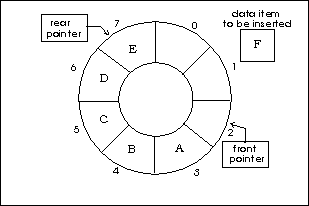 rear
pointer
7
0
data item
to be inserted
F
E
6
D
1
5
C
2
B
A
front
pointer
4
3